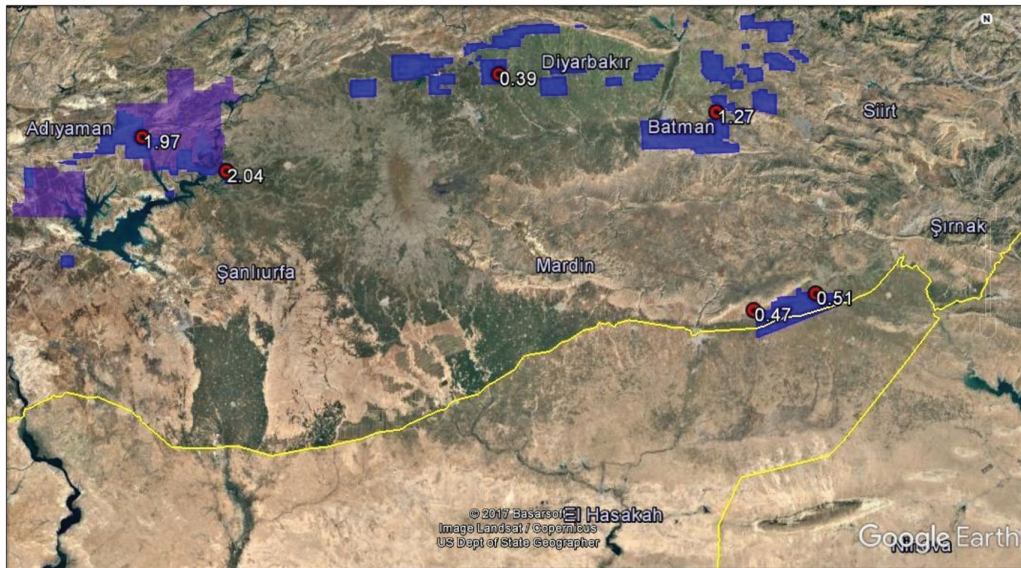 N
Diyarbakır
0.39
Adıyaman
1.97
Batman
1.27
Siirt
2.04
Şırnak
Şanlıurfa
Mardin
0.47
0.51
© 2017 Basarsoft
Image Landsat / Copernicus
US Dept of State Geographer
El Hasakah
Google Earth
Ninova